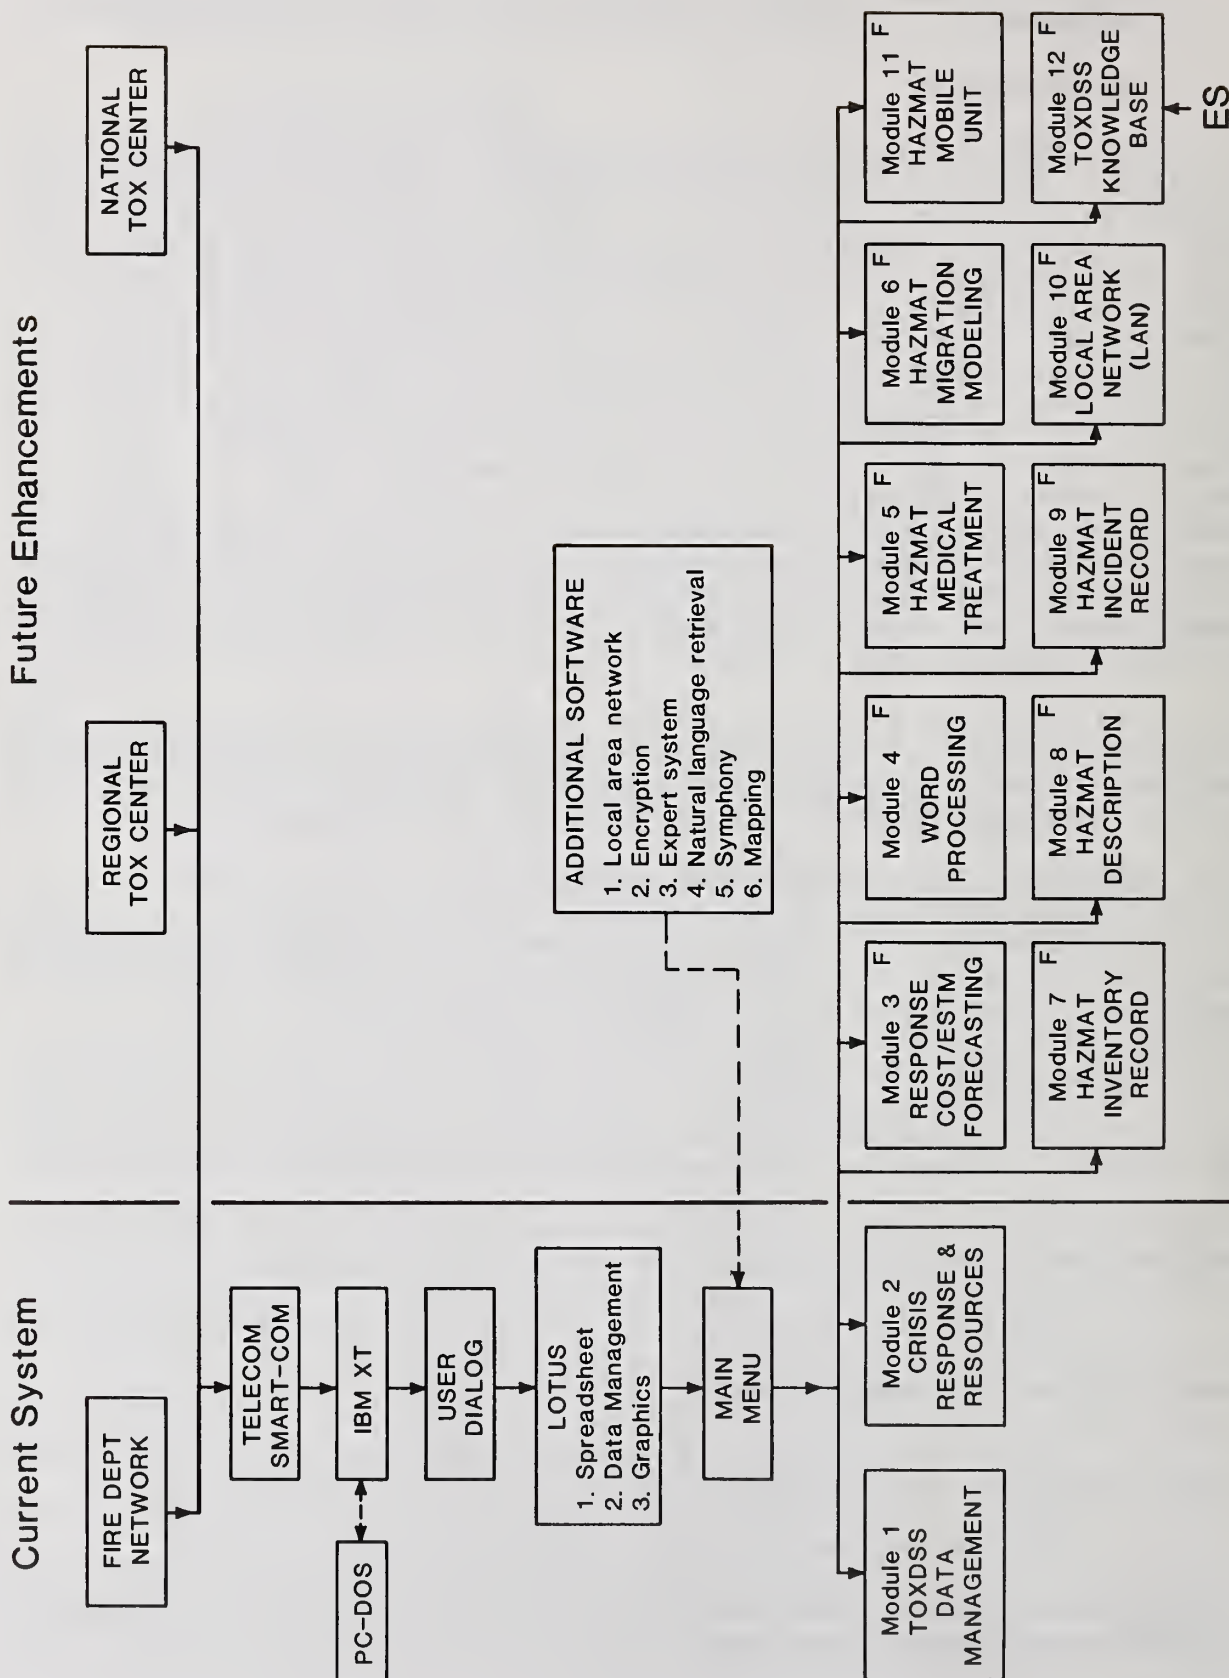 Current System
Future Enhancements
FIRE DEPT
NETWORK
REGIONAL
TOX CENTER
NATIONAL
TOX CENTER
TELECOM
SMART-COM
PC-DOS
IBM XT
USER
DIALOG
LOTUS
1. Spreadsheet
2. Data Management
3. Graphics
ADDITIONAL SOFTWARE
1. Local area network
2. Encryption
3. Expert system
4. Natural language retrieval
5. Symphony
6. Mapping
MAIN
MENU
Module 1
TOXDSS
DATA
MANAGEMENT
Module 2
CRISIS
RESPONSE &
RESOURCES
Module 3 F
RESPONSE
COST/ESTM
FORECASTING
Module 4 F
WORD
PROCESSING
Module 5 F
HAZMAT
MEDICAL
TREATMENT
Module 6 F
HAZMAT
MIGRATION
MODELING
Module 11 F
HAZMAT
MOBILE
UNIT
Module 7 F
HAZMAT
INVENTORY
RECORD
Module 8 F
HAZMAT
DESCRIPTION
Module 9 F
HAZMAT
INCIDENT
RECORD
Module 10 F
LOCAL AREA
NETWORK
(LAN)
Module 12 F
TOXDSS
KNOWLEDGE
BASE
ES